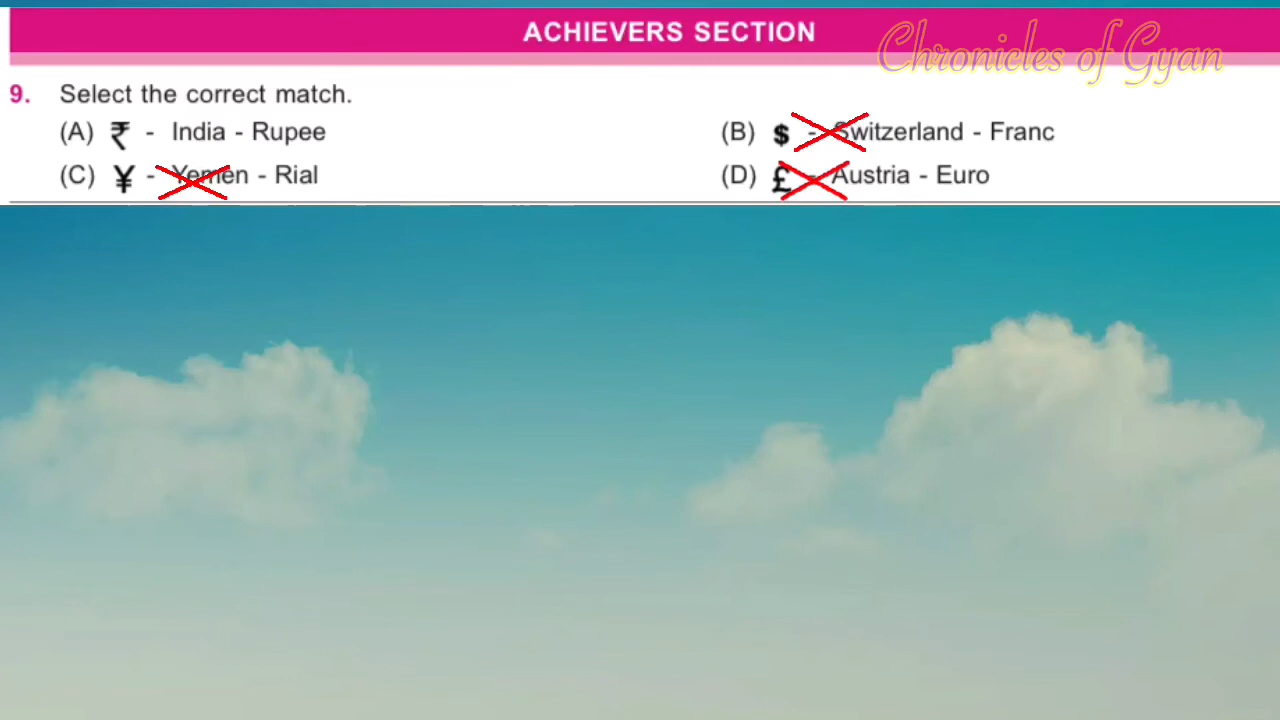 ACHIEVERS SECTION
Chronicles of Gyan
9. Select the correct match.
(A) ₹ - India - Rupee (B) $ - Switzerland - Franc
(C) ¥ - Yemen - Rial (D) £ - Austria - Euro